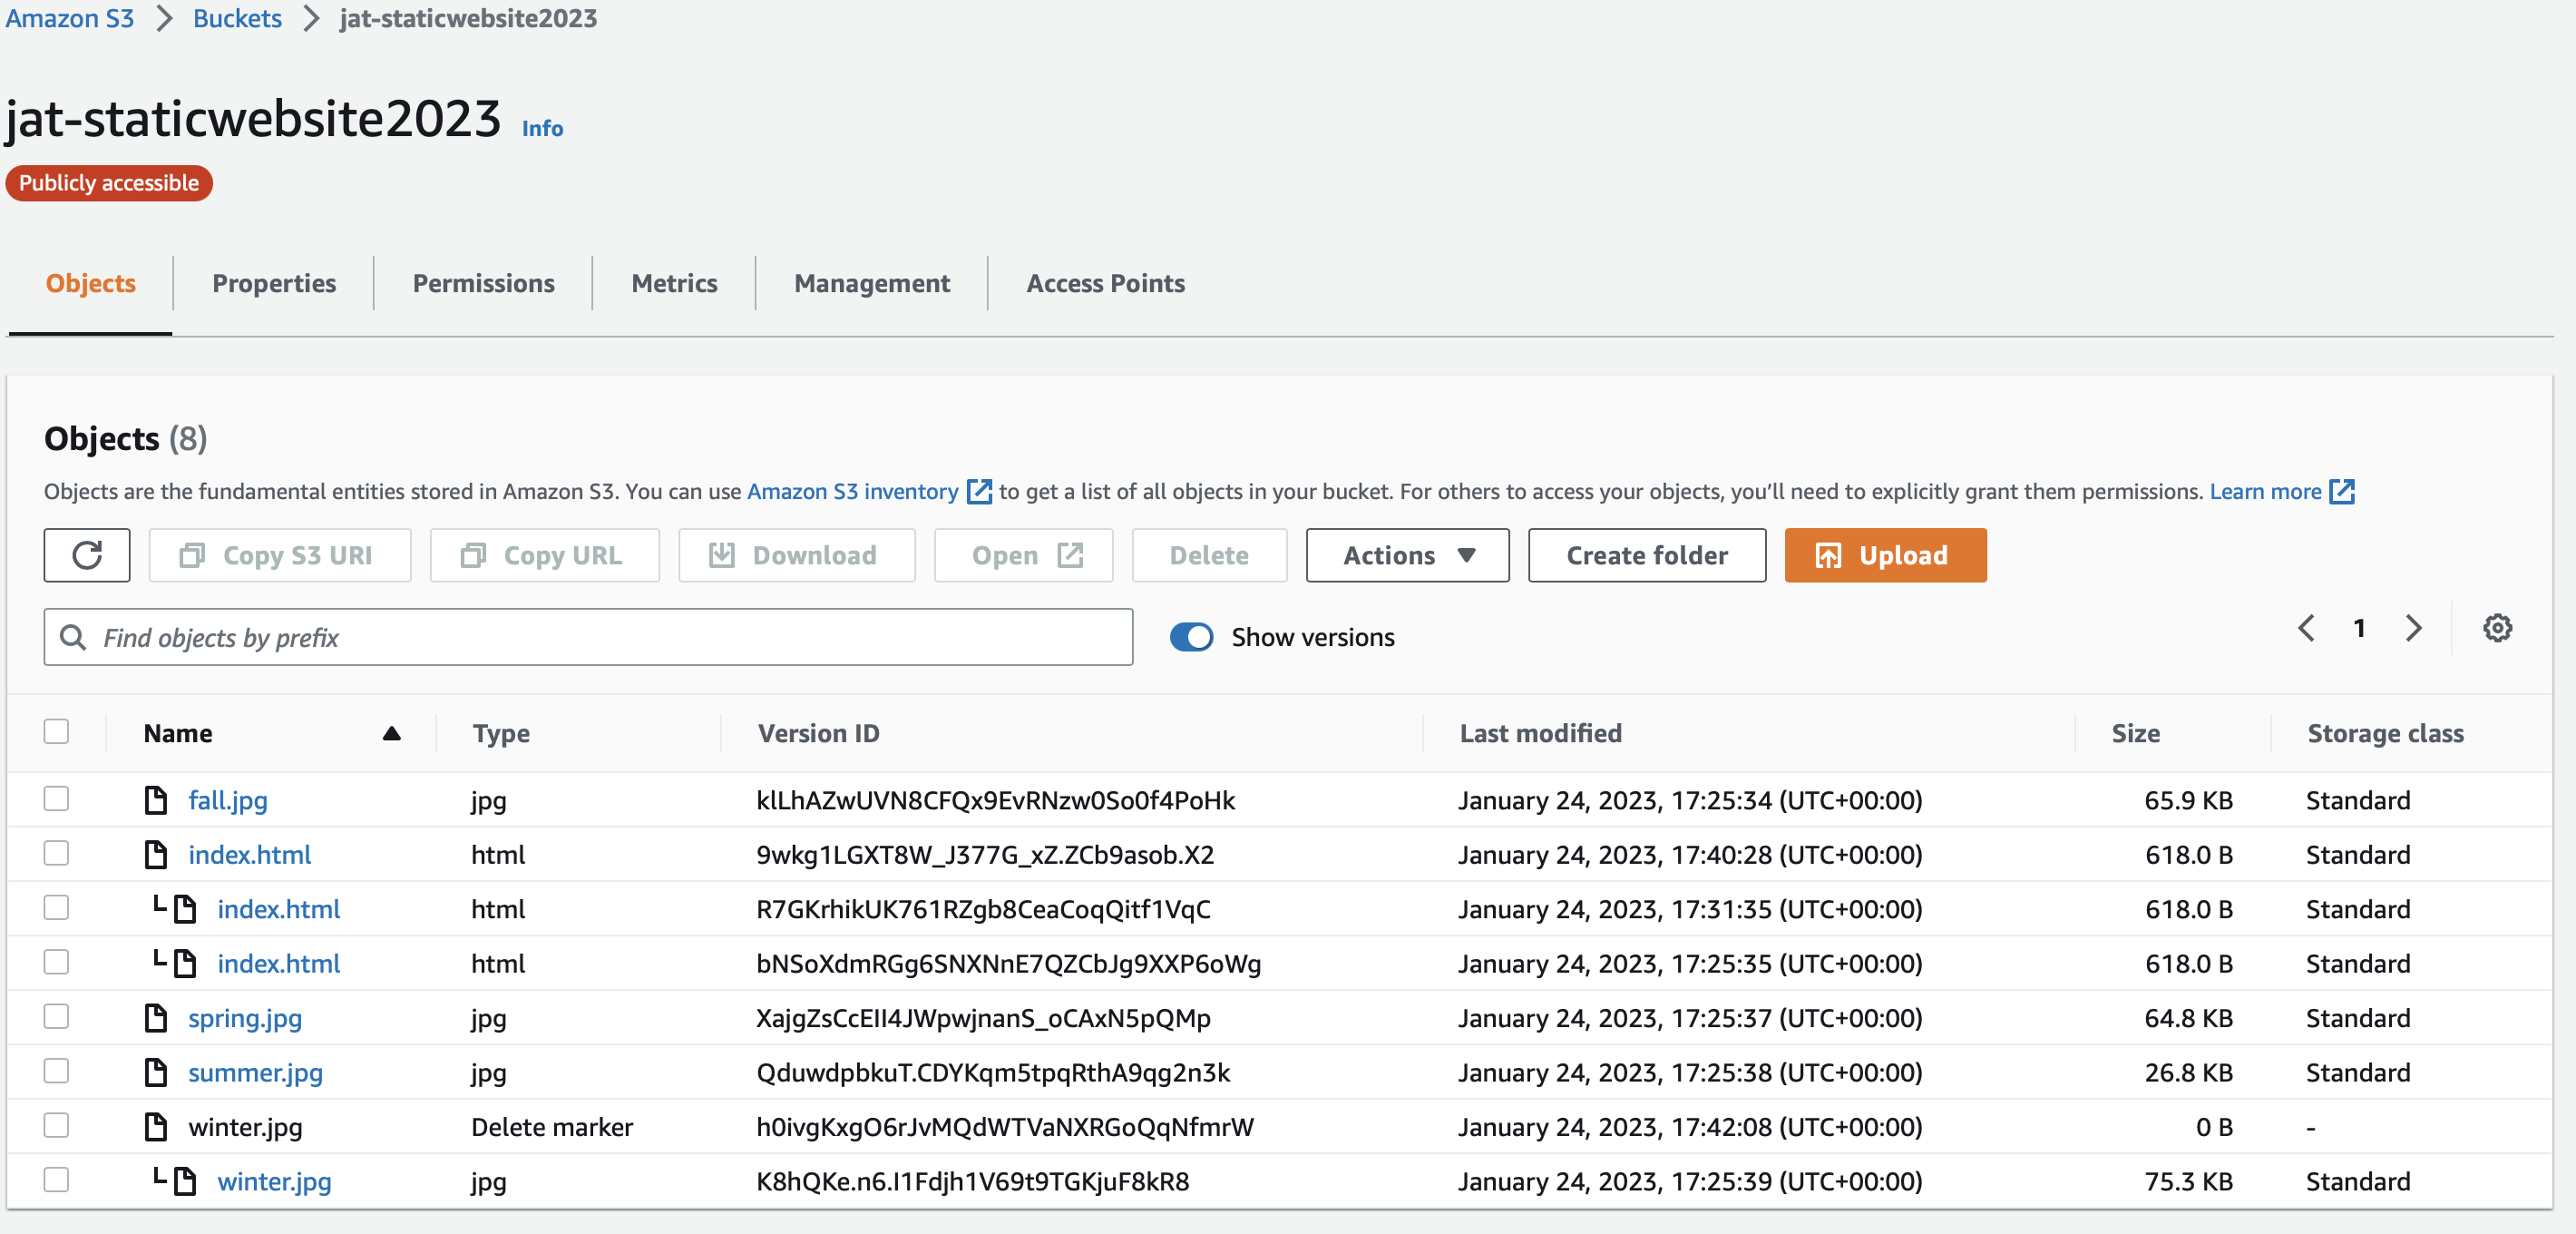 Amazon S3 > Buckets > jat-staticwebsite2023
jat-staticwebsite2023 Info
Publicly accessible
Objects Properties Permissions Metrics Management Access Points
Objects (8)
Objects are the fundamental entities stored in Amazon S3. You can use Amazon S3 inventory to get a list of all objects in your bucket. For others to access your objects, you’ll need to explicitly grant them permissions. Learn more
Copy S3 URI Copy URL Download Open Delete Actions Create folder Upload
Find objects by prefix Show versions 1
Name Type Version ID Last modified Size Storage class
fall.jpg jpg klLhAZwUVN8CFQx9EvRNzw0So0f4PoHk January 24, 2023, 17:25:34 (UTC+00:00) 65.9 KB Standard
index.html html 9wkg1LGXT8W_J377G_xZ.ZCb9asob.X2 January 24, 2023, 17:40:28 (UTC+00:00) 618.0 B Standard
index.html html R7GKrhikUK761RZgb8CeaCoqQitf1VqC January 24, 2023, 17:31:35 (UTC+00:00) 618.0 B Standard
index.html html bNSoXdmRGg6SNXNnE7QZCbJg9XXP6oWg January 24, 2023, 17:25:35 (UTC+00:00) 618.0 B Standard
spring.jpg jpg XajgZsCcEII4JWpwjnanS_oCAxN5pQMp January 24, 2023, 17:25:37 (UTC+00:00) 64.8 KB Standard
summer.jpg jpg QduwdpbkuT.CDYKqm5tpqRthA9qg2n3k January 24, 2023, 17:25:38 (UTC+00:00) 26.8 KB Standard
winter.jpg Delete marker h0ivgKxgO6rJvMQdWTVaNXRGoQqNfmrW January 24, 2023, 17:42:08 (UTC+00:00) 0 B -
winter.jpg jpg K8hQKe.n6.I1Fdjh1V69t9TGKjuF8kR8 January 24, 2023, 17:25:39 (UTC+00:00) 75.3 KB Standard